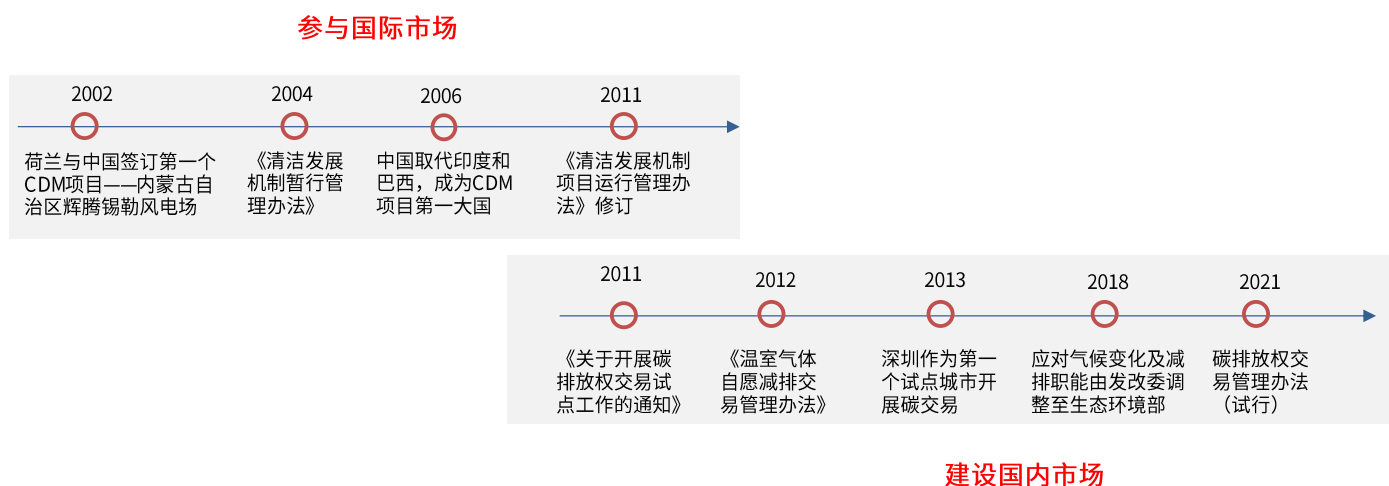 参与国际市场
2002
2004
2006
2011
荷兰与中国签订第一个
CDM项目——内蒙古自
治区辉腾锡勒风电场
《清洁发展
机制暂行管
理办法》
中国取代印度和
巴西，成为CDM
项目第一大国
《清洁发展机制
项目运行管理办
法》修订
2011
2012
2013
2018
2021
《关于开展碳
排放权交易试
点工作的通知》
《温室气体
自愿减排交
易管理办法》
深圳作为第一
个试点城市开
展碳交易
应对气候变化及减
排职能由发改委调
整至生态环境部
碳排放权交
易管理办法
（试行）
建设国内市场